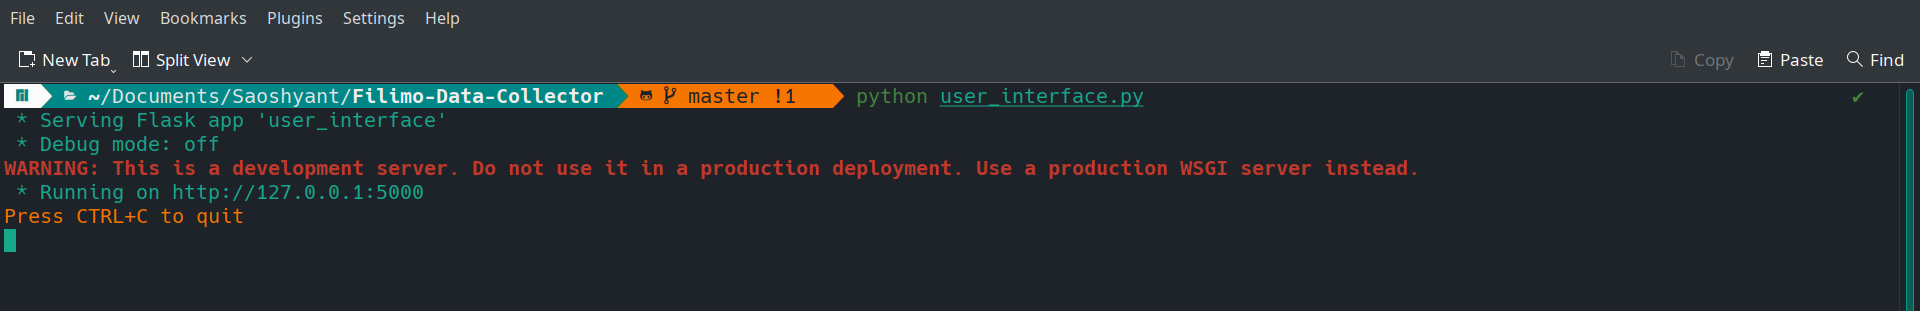 File Edit View Bookmarks Plugins Settings Help
New Tab Split View Copy Paste Find
~/Documents/Saoshyant/Filimo-Data-Collector master !1 python user_interface.py ✔
* Serving Flask app 'user_interface'
* Debug mode: off
WARNING: This is a development server. Do not use it in a production deployment. Use a production WSGI server instead.
* Running on http://127.0.0.1:5000
Press CTRL+C to quit